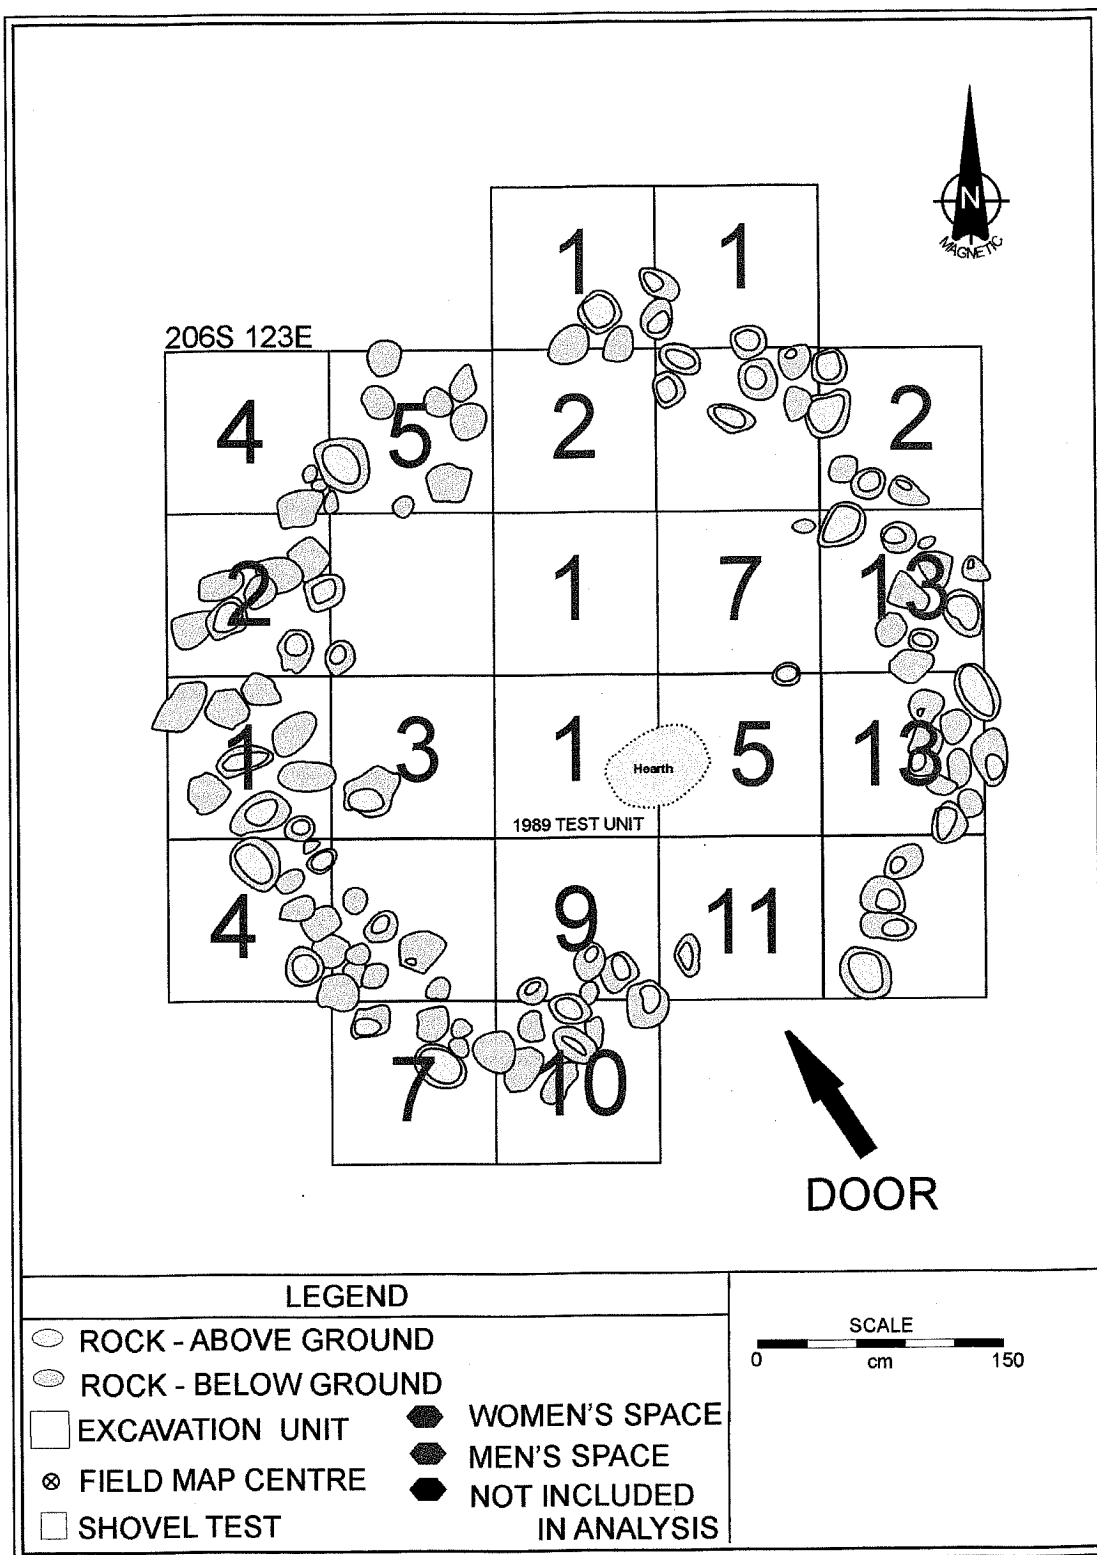 N
MAGNETIC
1 1
206S 123E
4 5 2 2
2 1 7 13
1 3 1 Hearth 5 13
1989 TEST UNIT
4 9 11
7 10
DOOR
LEGEND
ROCK - ABOVE GROUND
ROCK - BELOW GROUND
EXCAVATION UNIT
FIELD MAP CENTRE
SHOVEL TEST
WOMEN'S SPACE
MEN'S SPACE
NOT INCLUDED
IN ANALYSIS
SCALE
0 cm 150